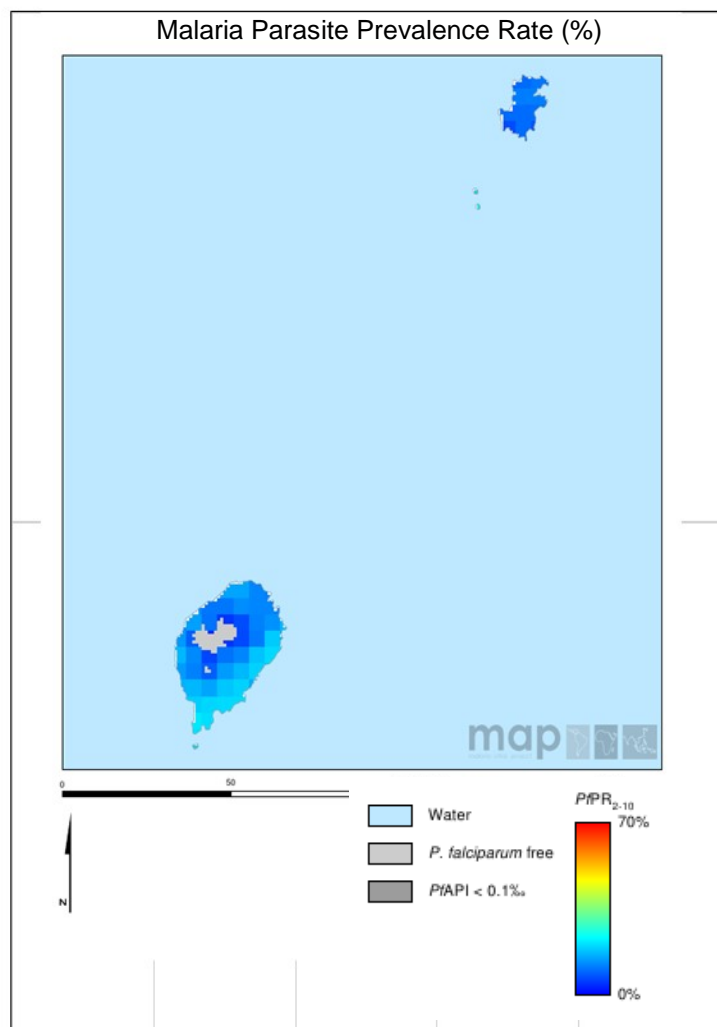 Malaria Parasite Prevalence Rate (%)
map
0 50
N
Water
P. falciparum free
PfAPI < 0.1‰
PfPR2-10
70%
0%